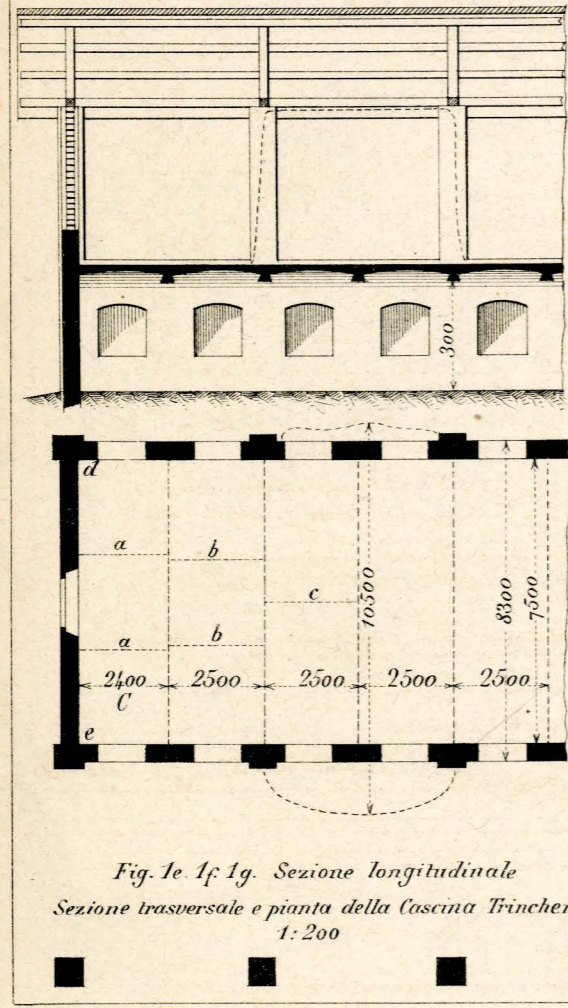 300
d
a
b
c
10500
8300
7500
a
b
2400 2500 2500 2500 2500
C
e
Fig. 1e. 1f. 1g. Sezione longitudinale
Sezione trasversale e pianta della Cascina Trincher
1:200